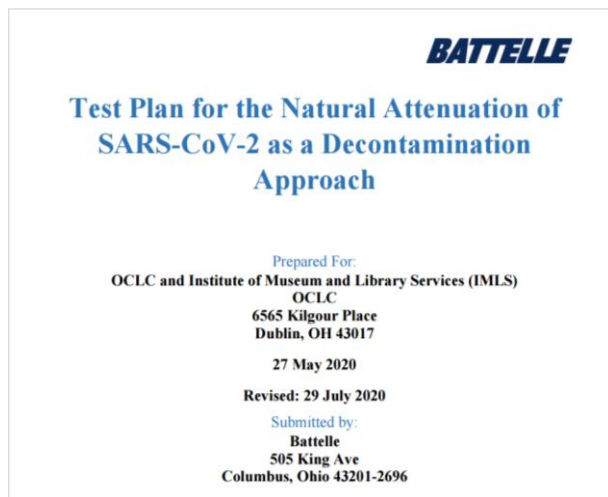 BATTELLE
Test Plan for the Natural Attenuation of
SARS-CoV-2 as a Decontamination
Approach
Prepared For:
OCLC and Institute of Museum and Library Services (IMLS)
OCLC
6565 Kilgour Place
Dublin, OH 43017
27 May 2020
Revised: 29 July 2020
Submitted by:
Battelle
505 King Ave
Columbus, Ohio 43201-2696